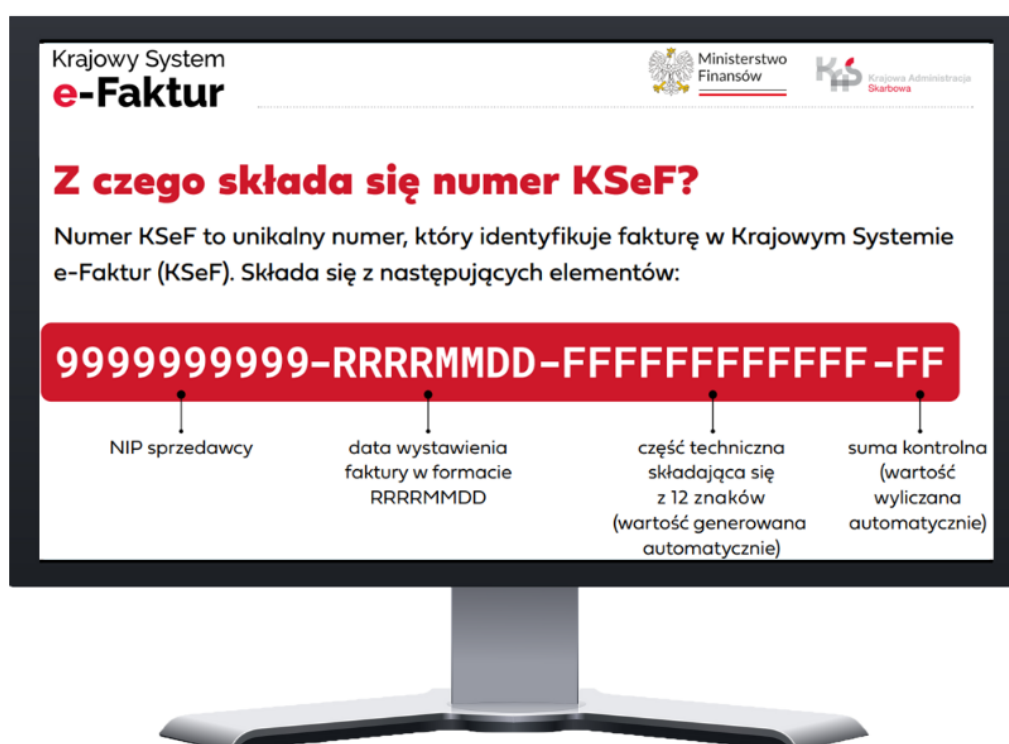 Krajowy System
e-Faktur
Ministerstwo
Finansów
KAS
Krajowa Administracja
Skarbowa
Z czego składa się numer KSeF?
Numer KSeF to unikalny numer, który identyfikuje fakturę w Krajowym Systemie
e-Faktur (KSeF). Składa się z następujących elementów:
9999999999-RRRRMMDD-FFFFFFFFFFFF-FF
NIP sprzedawcy
data wystawienia
faktury w formacie
RRRRMMDD
część techniczna
składająca się
z 12 znaków
(wartość generowana
automatycznie)
suma kontrolna
(wartość
wyliczana
automatycznie)